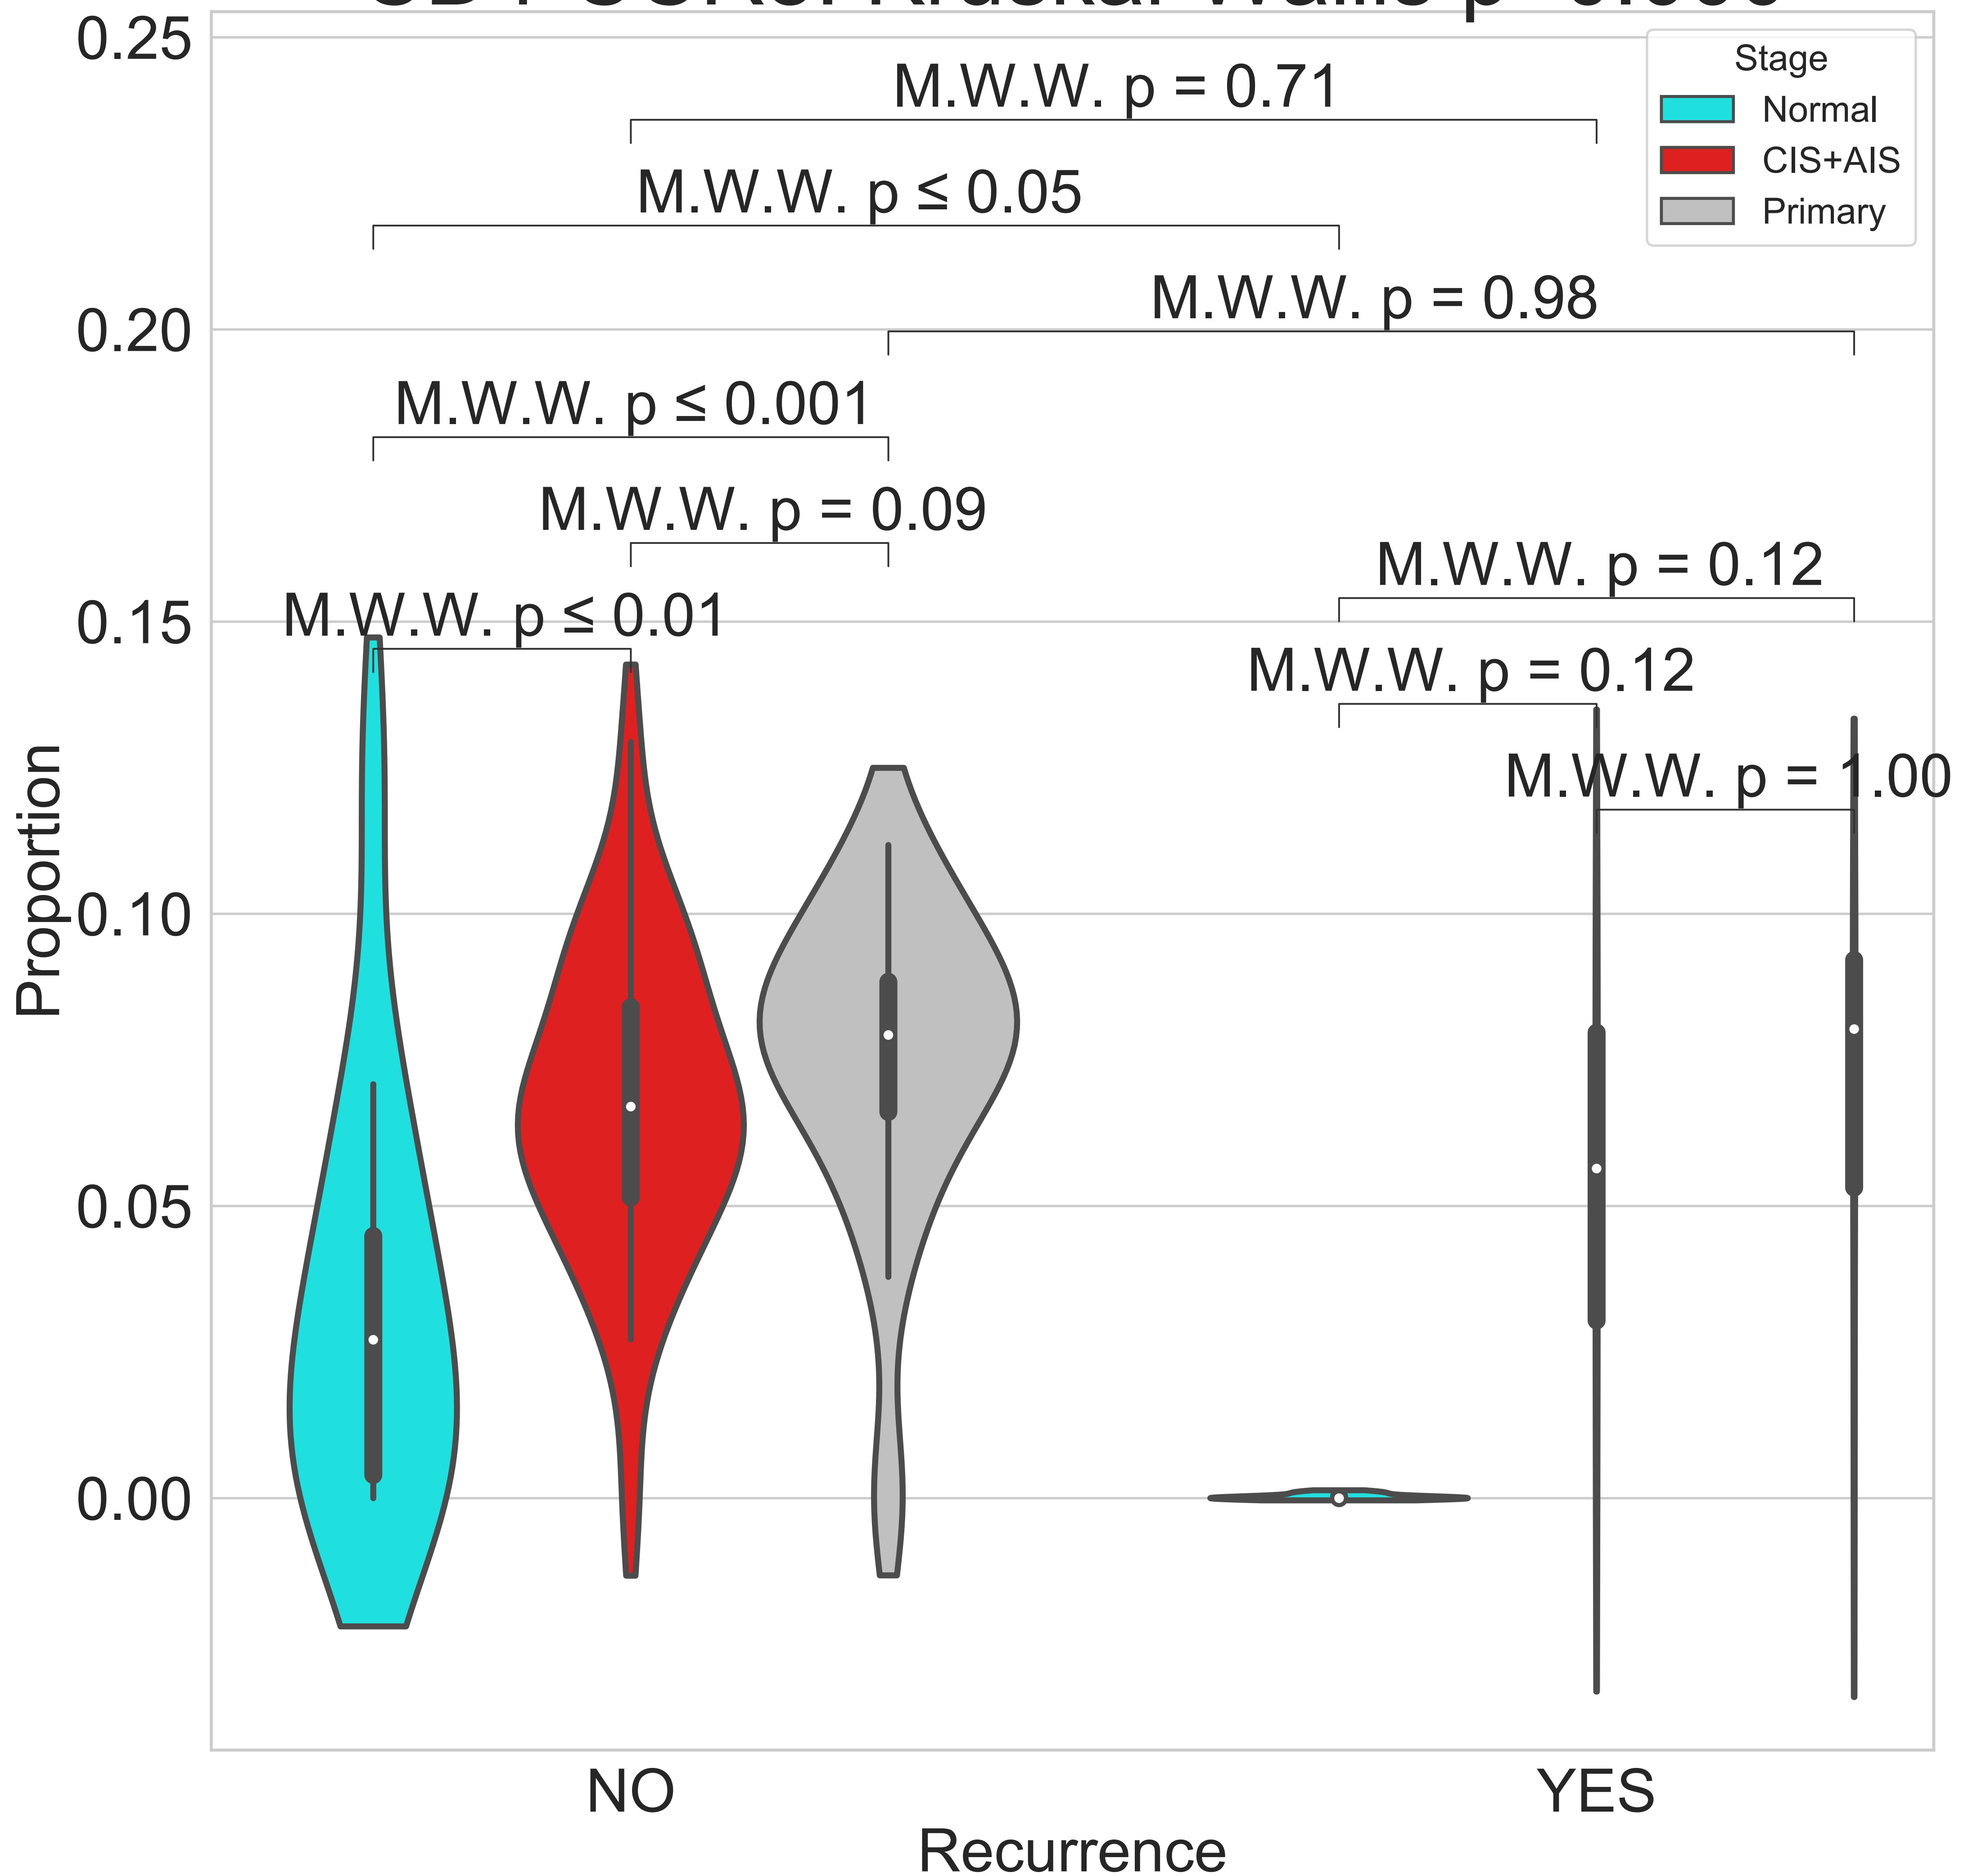 0.25
M.W.W. p = 0.71
Stage
Normal
CIS+AIS
Primary
M.W.W. p ≤ 0.05
M.W.W. p = 0.98
0.20
M.W.W. p ≤ 0.001
M.W.W. p = 0.09
M.W.W. p = 0.12
M.W.W. p ≤ 0.01
0.15
M.W.W. p = 0.12
M.W.W. p = 1.00
Proportion
0.10
0.05
0.00
NO
YES
Recurrence